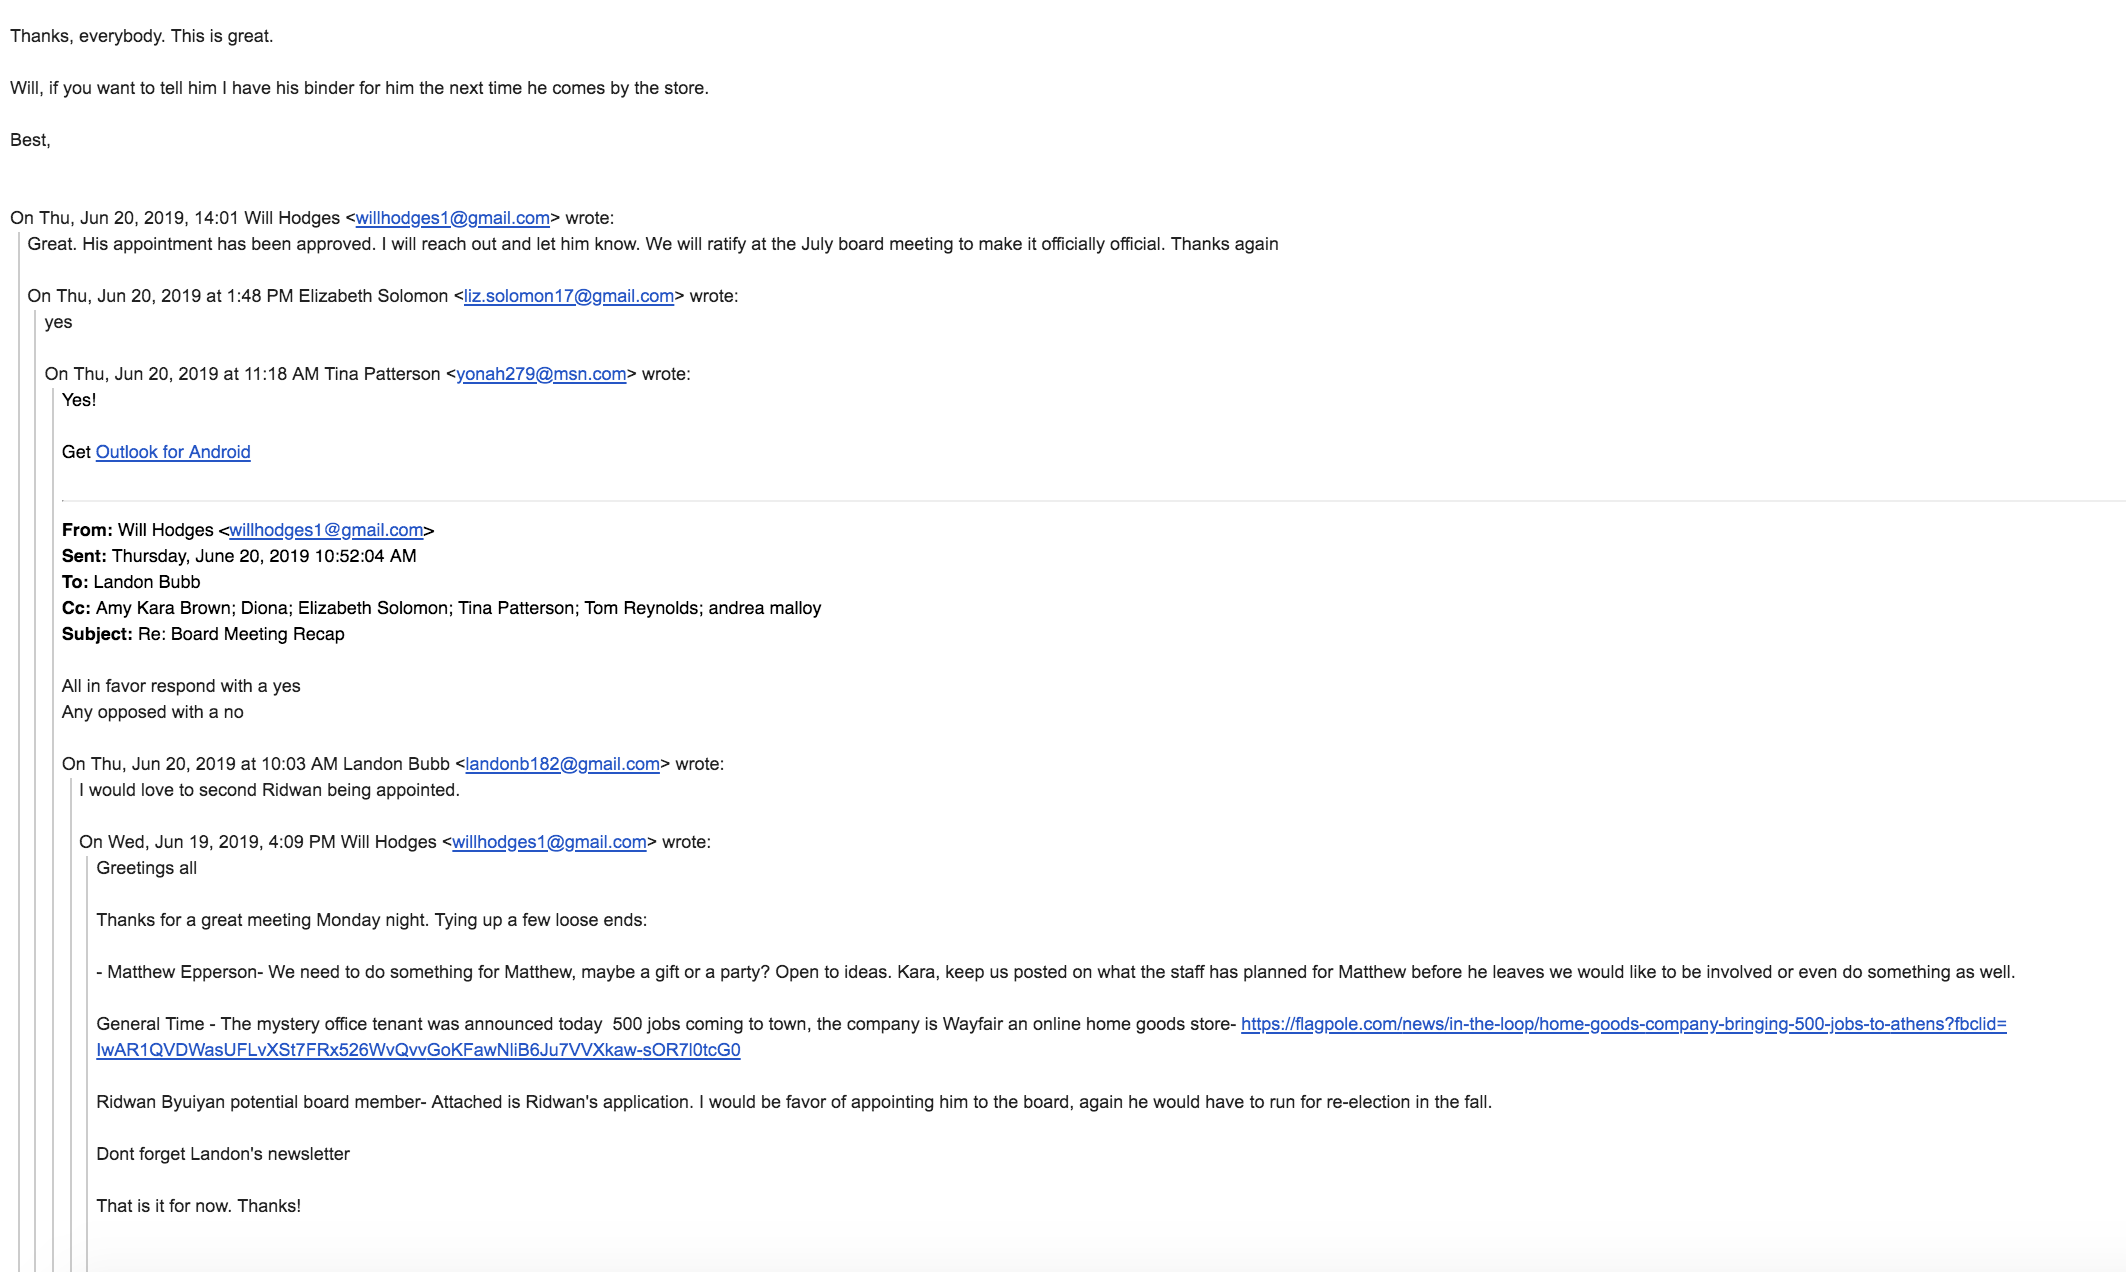 Thanks, everybody. This is great.
Will, if you want to tell him I have his binder for him the next time he comes by the store.
Best,
On Thu, Jun 20, 2019, 14:01 Will Hodges <willhodges1@gmail.com> wrote:
Great. His appointment has been approved. I will reach out and let him know. We will ratify at the July board meeting to make it officially official. Thanks again
On Thu, Jun 20, 2019 at 1:48 PM Elizabeth Solomon <liz.solomon17@gmail.com> wrote:
yes
On Thu, Jun 20, 2019 at 11:18 AM Tina Patterson <yonah279@msn.com> wrote:
Yes!
Get Outlook for Android
From: Will Hodges <willhodges1@gmail.com>
Sent: Thursday, June 20, 2019 10:52:04 AM
To: Landon Bubb
Cc: Amy Kara Brown; Diona; Elizabeth Solomon; Tina Patterson; Tom Reynolds; andrea malloy
Subject: Re: Board Meeting Recap
All in favor respond with a yes
Any opposed with a no
On Thu, Jun 20, 2019 at 10:03 AM Landon Bubb <landonb182@gmail.com> wrote:
I would love to second Ridwan being appointed.
On Wed, Jun 19, 2019, 4:09 PM Will Hodges <willhodges1@gmail.com> wrote:
Greetings all
Thanks for a great meeting Monday night. Tying up a few loose ends:
- Matthew Epperson- We need to do something for Matthew, maybe a gift or a party? Open to ideas. Kara, keep us posted on what the staff has planned for Matthew before he leaves we would like to be involved or even do something as well.
General Time - The mystery office tenant was announced today  500 jobs coming to town, the company is Wayfair an online home goods store- https://flagpole.com/news/in-the-loop/home-goods-company-bringing-500-jobs-to-athens?fbclid=
IwAR1QVDWasUFLvXSt7FRx526WvQvvGoKFawNliB6Ju7VVXkaw-sOR7l0tcG0
Ridwan Byuiyan potential board member- Attached is Ridwan's application. I would be favor of appointing him to the board, again he would have to run for re-election in the fall.
Dont forget Landon's newsletter
That is it for now. Thanks!